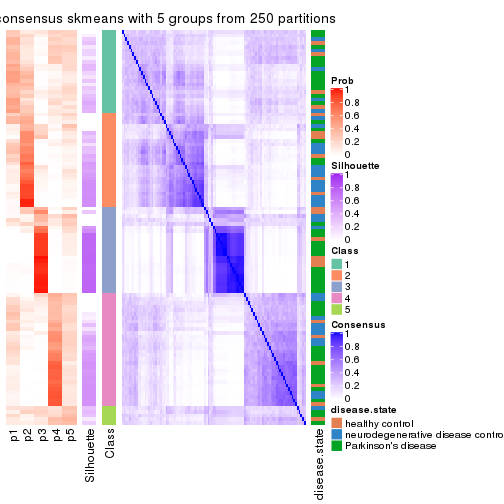 consensus skmeans with 5 groups from 250 partitions
Prob
1
0.8
0.6
0.4
0.2
0
Silhouette
1
0.8
0.6
0.4
0.2
0
Class
1
2
3
4
5
Consensus
1
0.8
0.6
0.4
0.2
0
disease.state
healthy control
neurodegenerative disease contro
Parkinson's disease
p1
p2
p3
p4
p5
Silhouette
Class
disease.state